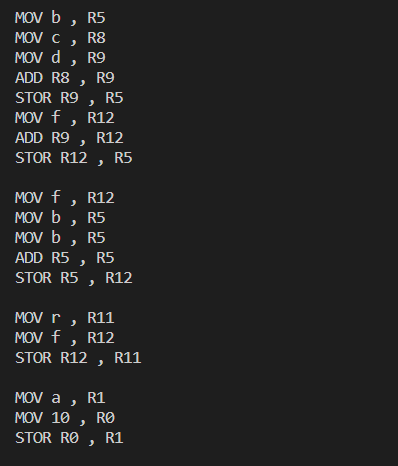 MOV b , R5
MOV c , R8
MOV d , R9
ADD R8 , R9
STOR R9 , R5
MOV f , R12
ADD R9 , R12
STOR R12 , R5

MOV f , R12
MOV b , R5
MOV b , R5
ADD R5 , R5
STOR R5 , R12

MOV r , R11
MOV f , R12
STOR R12 , R11

MOV a , R1
MOV 10 , R0
STOR R0 , R1